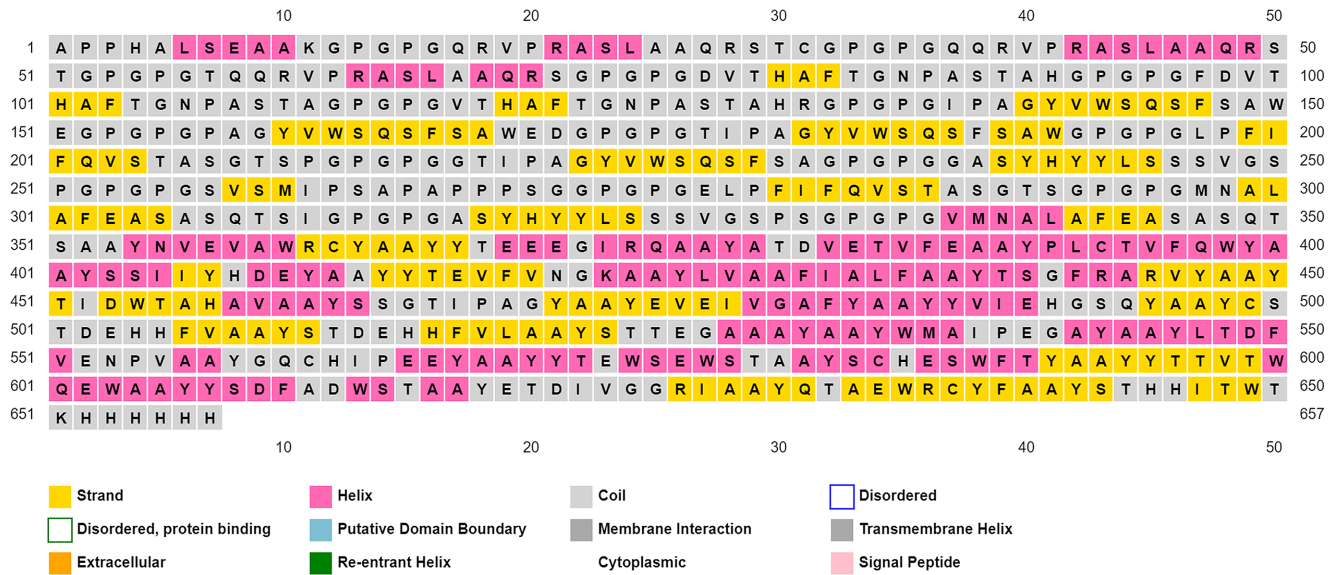 10 20 30 40 50
1 A P P H A L S E A A K G P G P G Q R V P R A S L A A Q R S T C G P G P G Q Q R V P R A S L A A Q R S 50
51 T G P G P G T Q Q R V P R A S L A A Q R S G P G P G D V T H A F T G N P A S T A H G P G P G F D V T 100
101 H A F T G N P A S T A G P G P G V T H A F T G N P A S T A H R G P G P G I P A G Y V W S Q S F S A W 150
151 E G P G P G P A G Y V W S Q S F S A W E D G P G P G T I P A G Y V W S Q S F S A W G P G P G L P F I 200
201 F Q V S T A S G T S P G P G P G G T I P A G Y V W S Q S F S A G P G P G G A S Y H Y Y L S S S V G S 250
251 P G P G P G S V S M I P S A P A P P P S G G P G P G E L P F I F Q V S T A S G T S G P G P G M N A L 300
301 A F E A S A S Q T S I G P G P G A S Y H Y Y L S S S V G S P S G P G P G V M N A L A F E A S A S Q T 350
351 S A A Y N V E V A W R C Y A A Y Y T E E E G I R Q A A Y A T D V E T V F E A A Y P L C T V F Q W Y A 400
401 A Y S S I I Y H D E Y A A Y Y T E V F V N G K A A Y L V A A F I A L F A A Y T S G F R A R V Y A A Y 450
451 T I D W T A H A V A A Y S S G T I P A G Y A A Y E V E I V G A F Y A A Y Y V I E H G S Q Y A A Y C S 500
501 T D E H H F V A A Y S T D E H H F V L A A Y S T T E G A A A Y A A Y W M A I P E G A Y A A Y L T D F 550
551 V E N P V A A Y G Q C H I P E E Y A A Y Y T E W S E W S T A A Y S C H E S W F T Y A A Y Y T T V T W 600
601 Q E W A A Y Y S D F A D W S T A A Y E T D I V G G R I A A Y Q T A E W R C Y F A A Y S T H H I T W T 650
651 K H H H H H H 657
10 20 30 40 50
Strand Helix Coil Disordered
Disordered, protein binding Putative Domain Boundary Membrane Interaction Transmembrane Helix
Extracellular Re-entrant Helix Cytoplasmic Signal Peptide